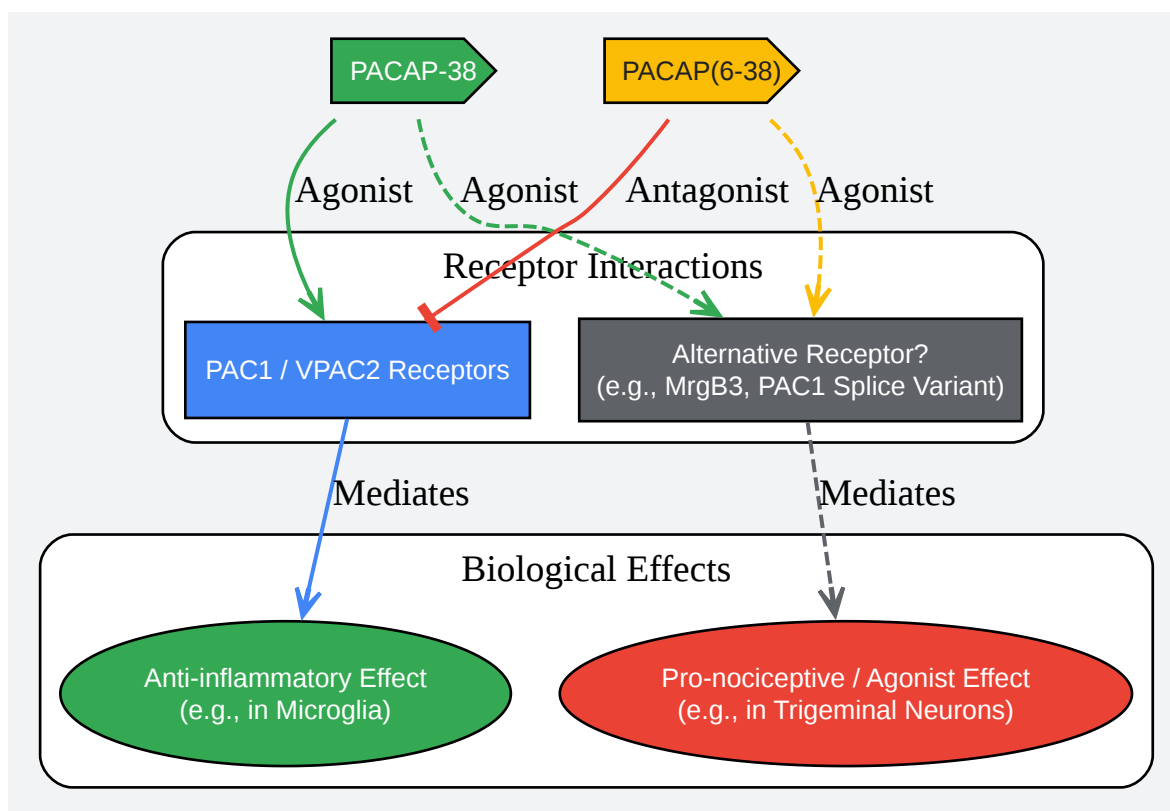 PACAP-38
PACAP(6-38)
Agonist
Agonist
Antagonist
Agonist
Receptor Interactions
PAC1 / VPAC2 Receptors
Alternative Receptor?
(e.g., MrgB3, PAC1 Splice Variant)
Mediates
Mediates
Biological Effects
Anti-inflammatory Effect
(e.g., in Microglia)
Pro-nociceptive / Agonist Effect
(e.g., in Trigeminal Neurons)